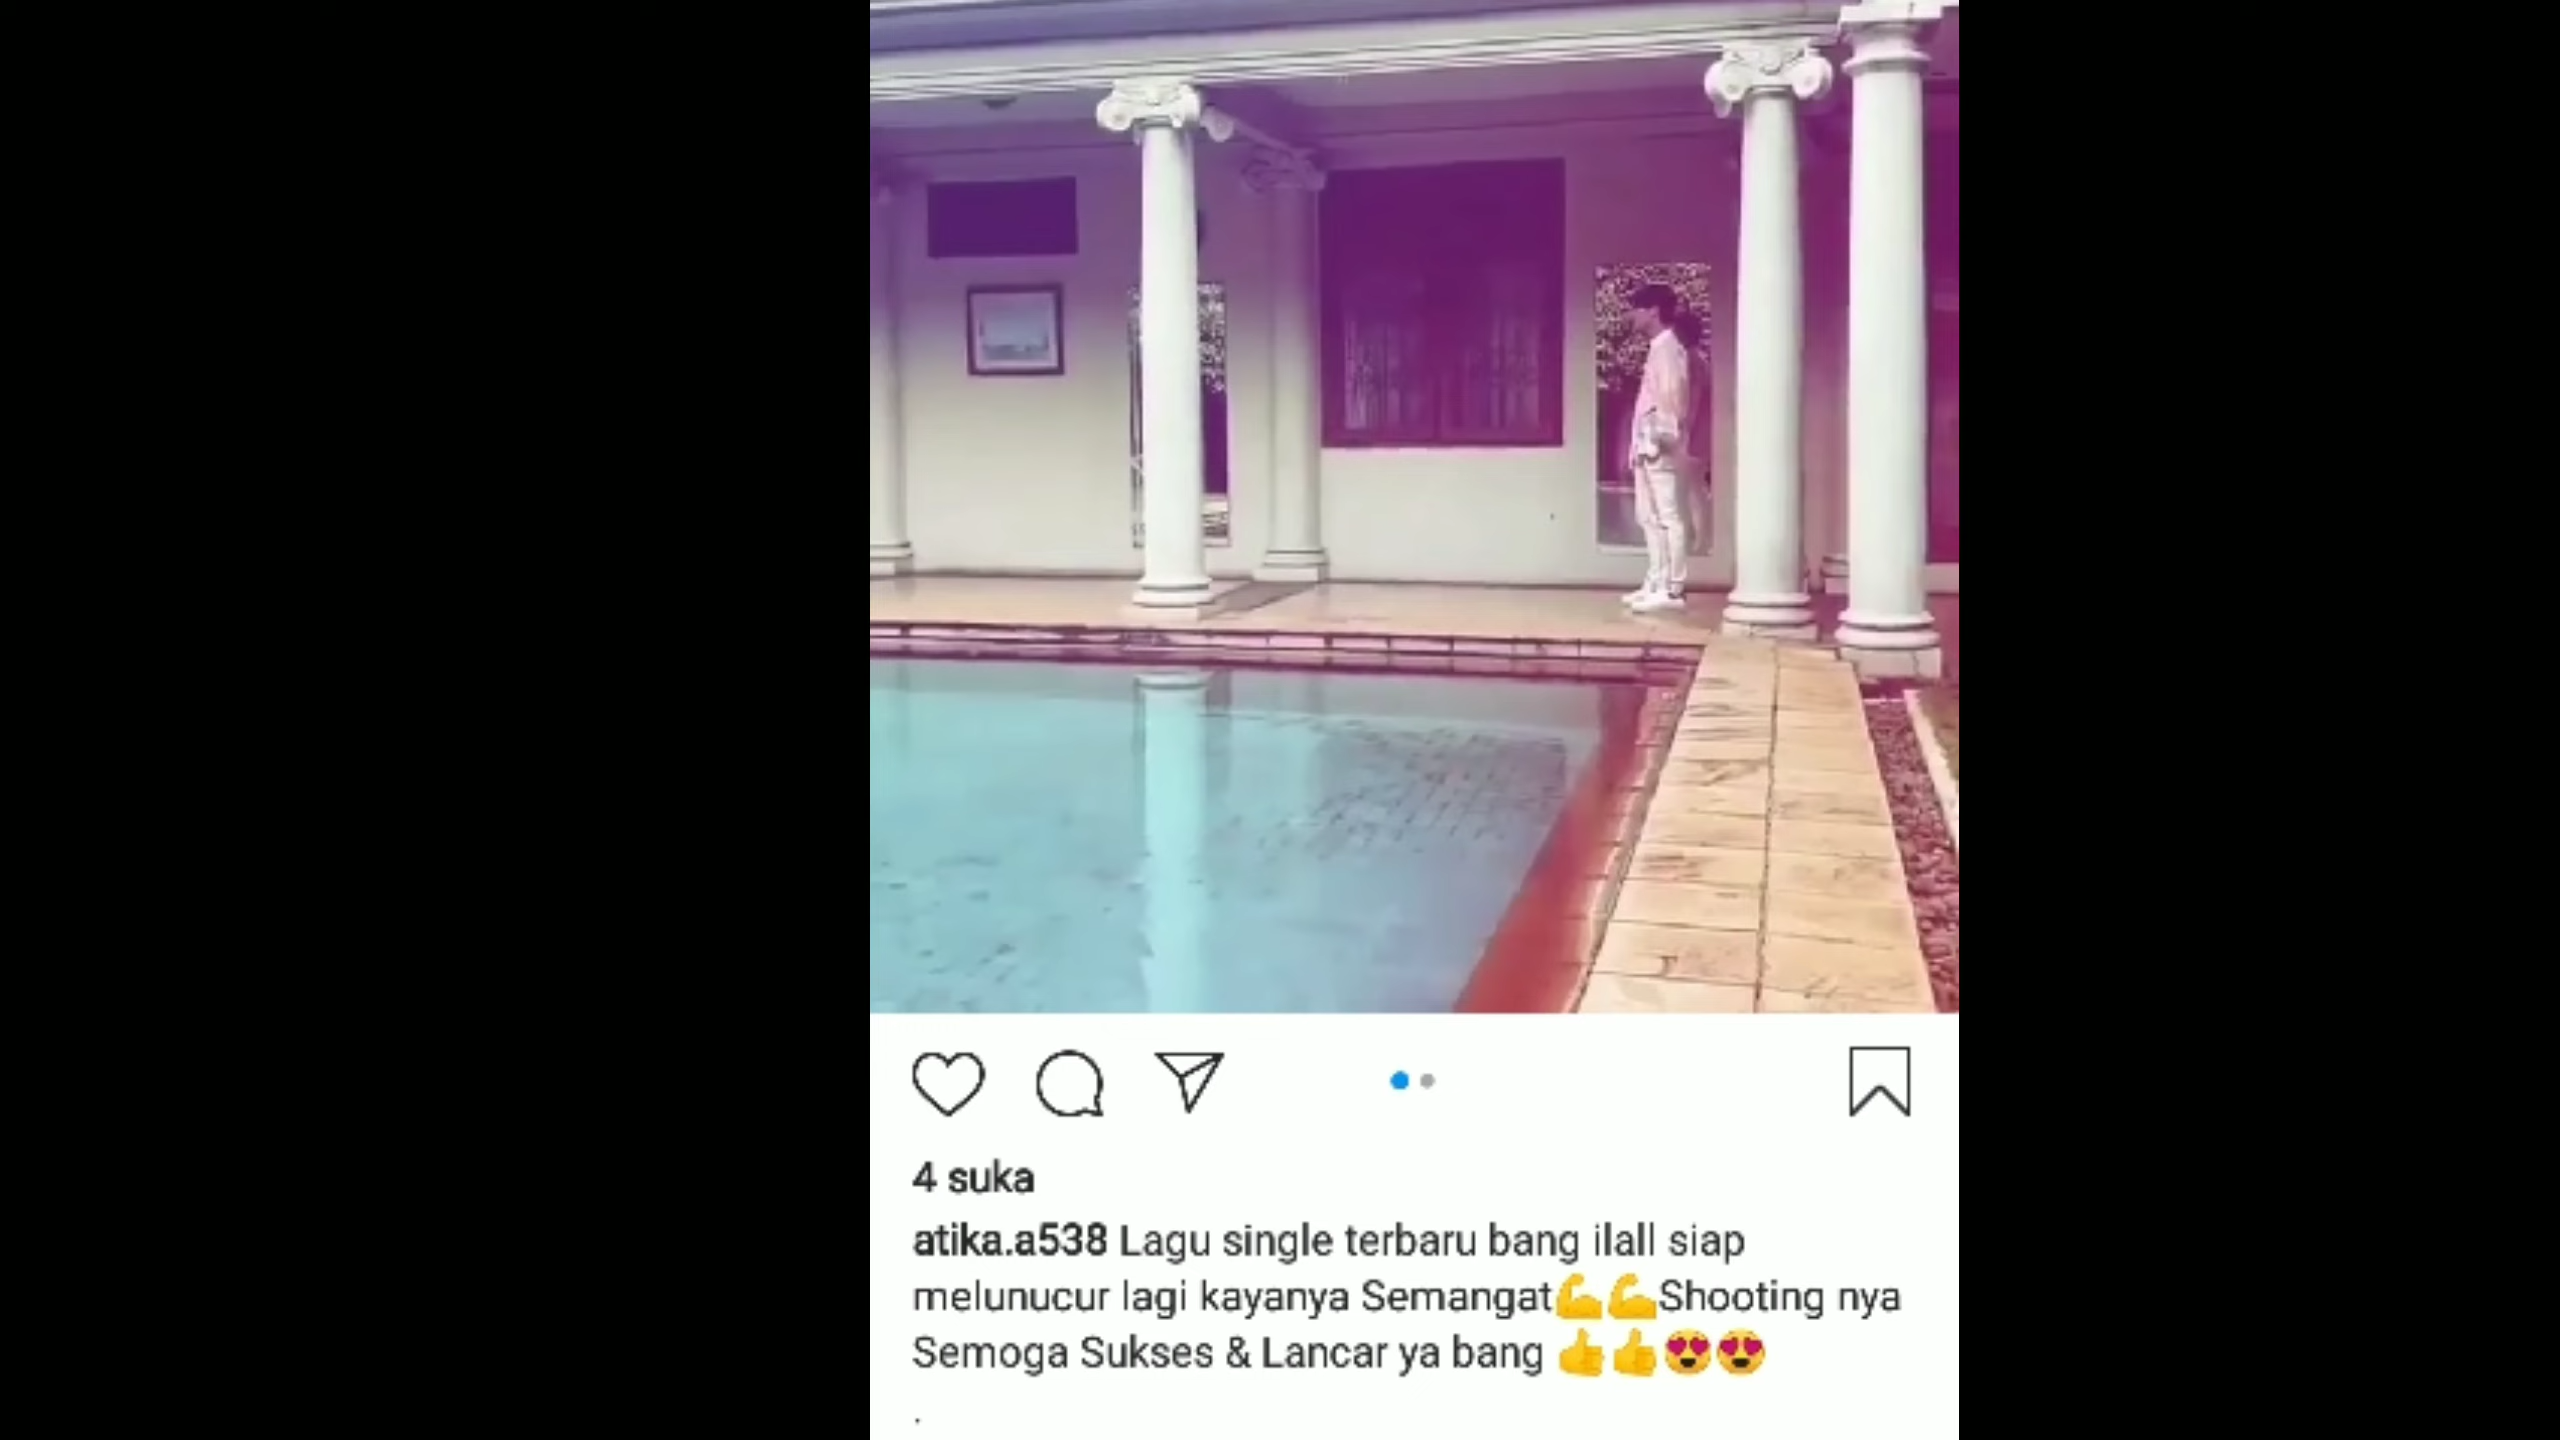 4 suka
atika.a538 Lagu single terbaru bang ilall siap
melunucur lagi kayanya Semangat💪💪Shooting nya
Semoga Sukses & Lancar ya bang 👍👍😍😍
.